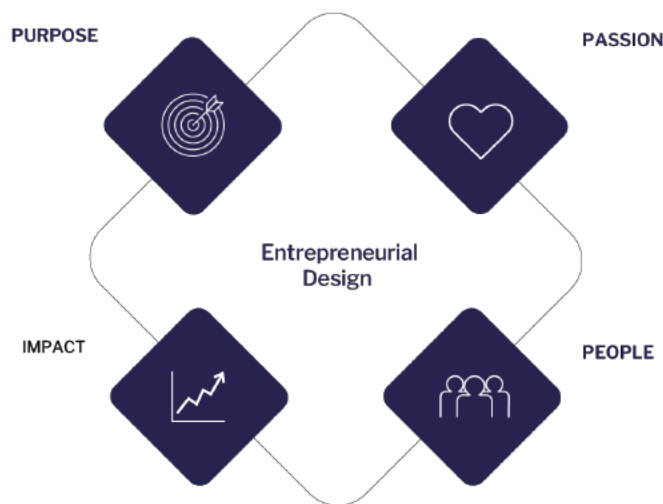 PURPOSE
PASSION
Entrepreneurial
Design
IMPACT
PEOPLE